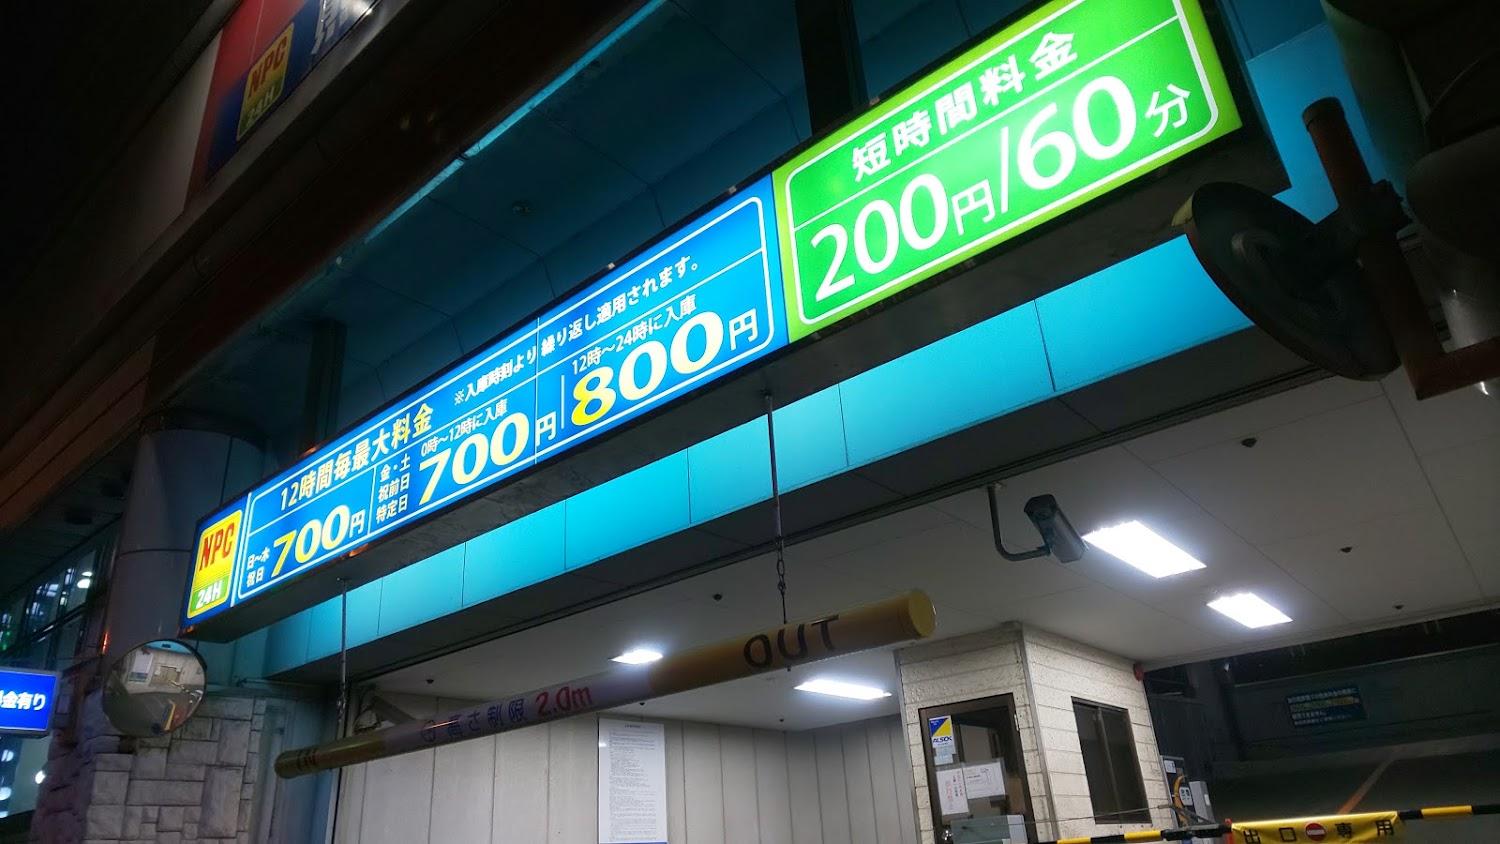 NPC
24H
NPC
24H
12時間毎最大料金
※入庫時刻より繰り返し適用されます。
日～木
祝日
700円
金・土
祝前日
特定日
0時～12時に入庫
700円
12時～24時に入庫
800円
短時間料金
200円/60分
金有り
IN
高さ制限 2.0m
OUT
ALSOK
出口専用